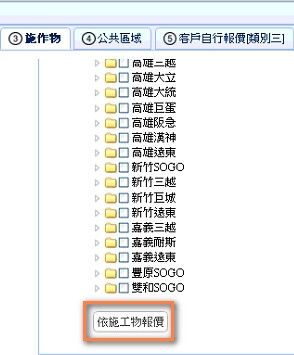 ③施作物 ④公共區域 ⑤客戶自行報價[類別三]
高雄三越
高雄大立
高雄大統
高雄巨蛋
高雄阪急
高雄漢神
高雄遠東
新竹SOGO
新竹三越
新竹巨城
新竹遠東
嘉義三越
嘉義耐斯
嘉義遠東
豐原SOGO
雙和SOGO
依施工物報價